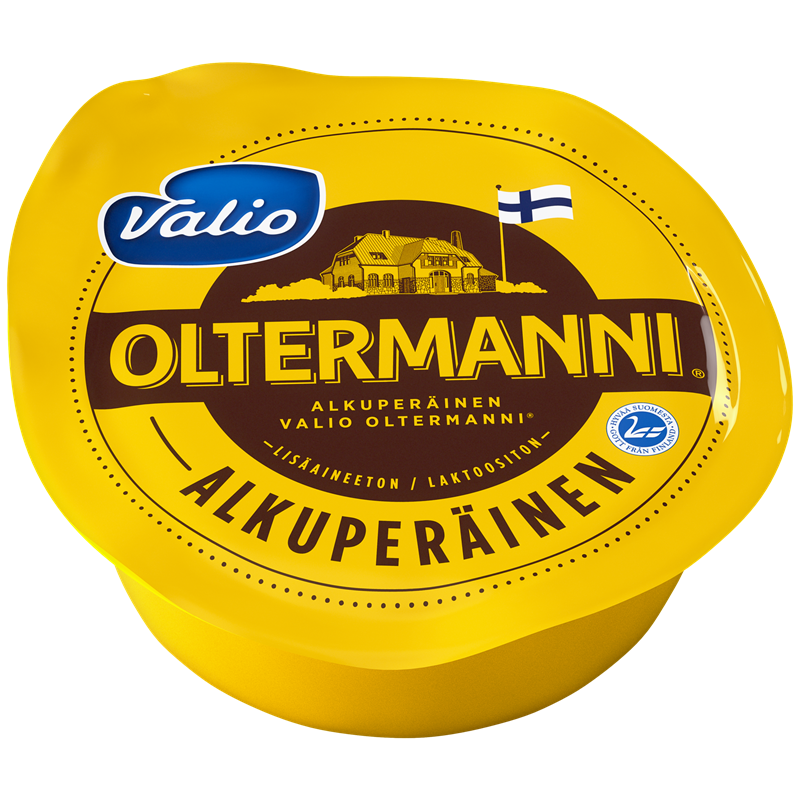 Valio
OLTERMANNI®
ALKUPERÄINEN
VALIO OLTERMANNI®
–LISÄAINEETON / LAKTOOSITON–
ALKUPERÄINEN
HYVÄÄ SUOMESTA
GOTT FRÅN FINLAND